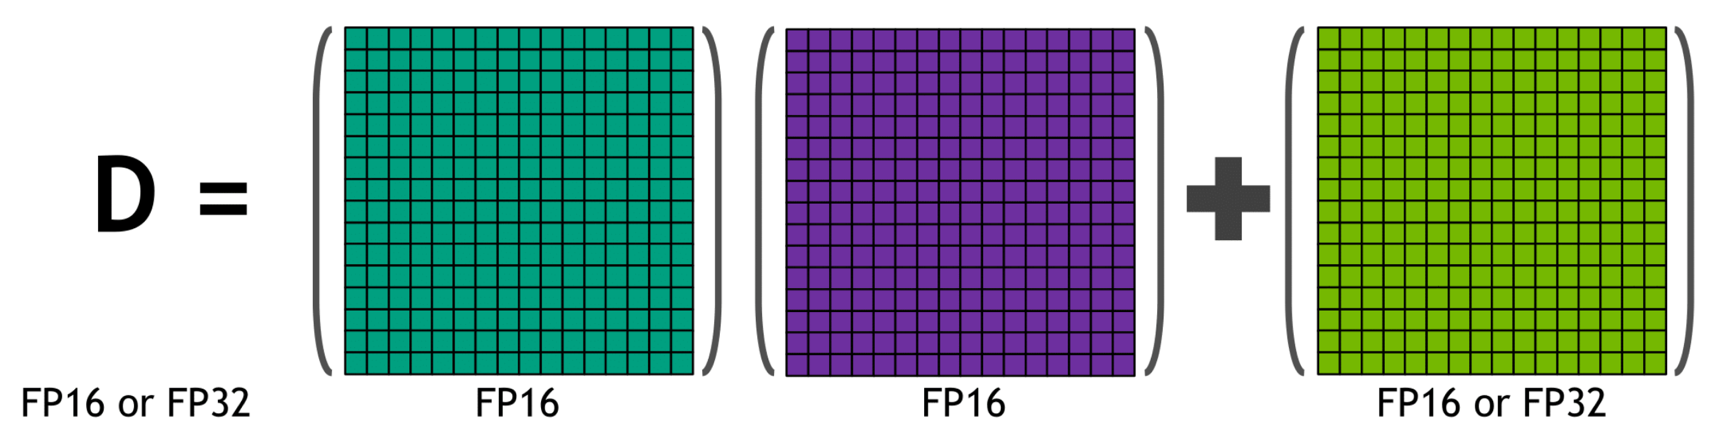 D =
+
FP16 or FP32
FP16
FP16
FP16 or FP32